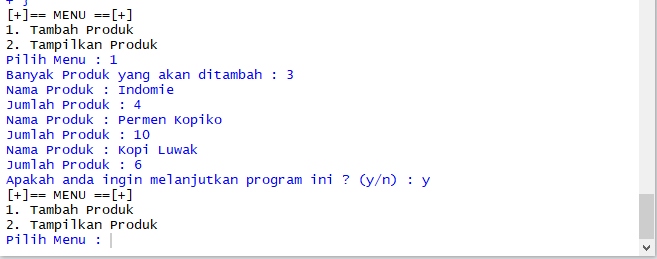 + }
[+]== MENU ==[+]
1. Tambah Produk
2. Tampilkan Produk
Pilih Menu : 1
Banyak Produk yang akan ditambah : 3
Nama Produk : Indomie
Jumlah Produk : 4
Nama Produk : Permen Kopiko
Jumlah Produk : 10
Nama Produk : Kopi Luwak
Jumlah Produk : 6
Apakah anda ingin melanjutkan program ini ? (y/n) : y
[+]== MENU ==[+]
1. Tambah Produk
2. Tampilkan Produk
Pilih Menu :